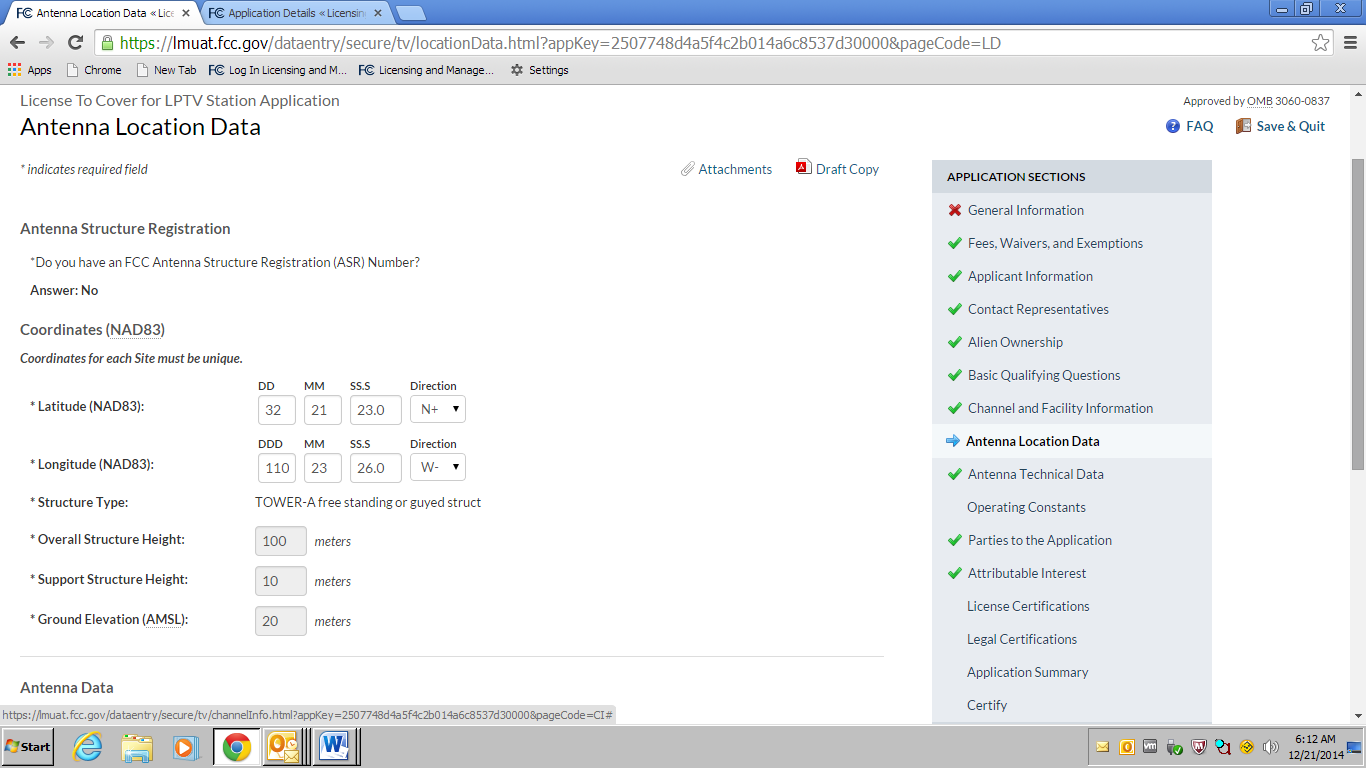 FC Antenna Location Data « Lice
FC Application Details « Licensin
https://lmuat.fcc.gov/dataentry/secure/tv/locationData.html?appKey=2507748d4a5f4c2b014a6c8537d30000&pageCode=LD
Apps Chrome New Tab FC Log In Licensing and M... FC Licensing and Manage... Settings
License To Cover for LPTV Station Application
Approved by OMB 3060-0837
Antenna Location Data
FAQ Save & Quit
* indicates required field
Attachments Draft Copy
Antenna Structure Registration
*Do you have an FCC Antenna Structure Registration (ASR) Number?
Answer: No
Coordinates (NAD83)
Coordinates for each Site must be unique.
DD MM SS.S Direction
* Latitude (NAD83): 32 21 23.0 N+
DDD MM SS.S Direction
* Longitude (NAD83): 110 23 26.0 W-
* Structure Type: TOWER-A free standing or guyed struct
* Overall Structure Height: 100 meters
* Support Structure Height: 10 meters
* Ground Elevation (AMSL): 20 meters
Antenna Data
APPLICATION SECTIONS
General Information
Fees, Waivers, and Exemptions
Applicant Information
Contact Representatives
Alien Ownership
Basic Qualifying Questions
Channel and Facility Information
Antenna Location Data
Antenna Technical Data
Operating Constants
Parties to the Application
Attributable Interest
License Certifications
Legal Certifications
Application Summary
Certify
https://lmuat.fcc.gov/dataentry/secure/tv/channelInfo.html?appKey=2507748d4a5f4c2b014a6c8537d30000&pageCode=CI#
Start
6:12 AM
12/21/2014